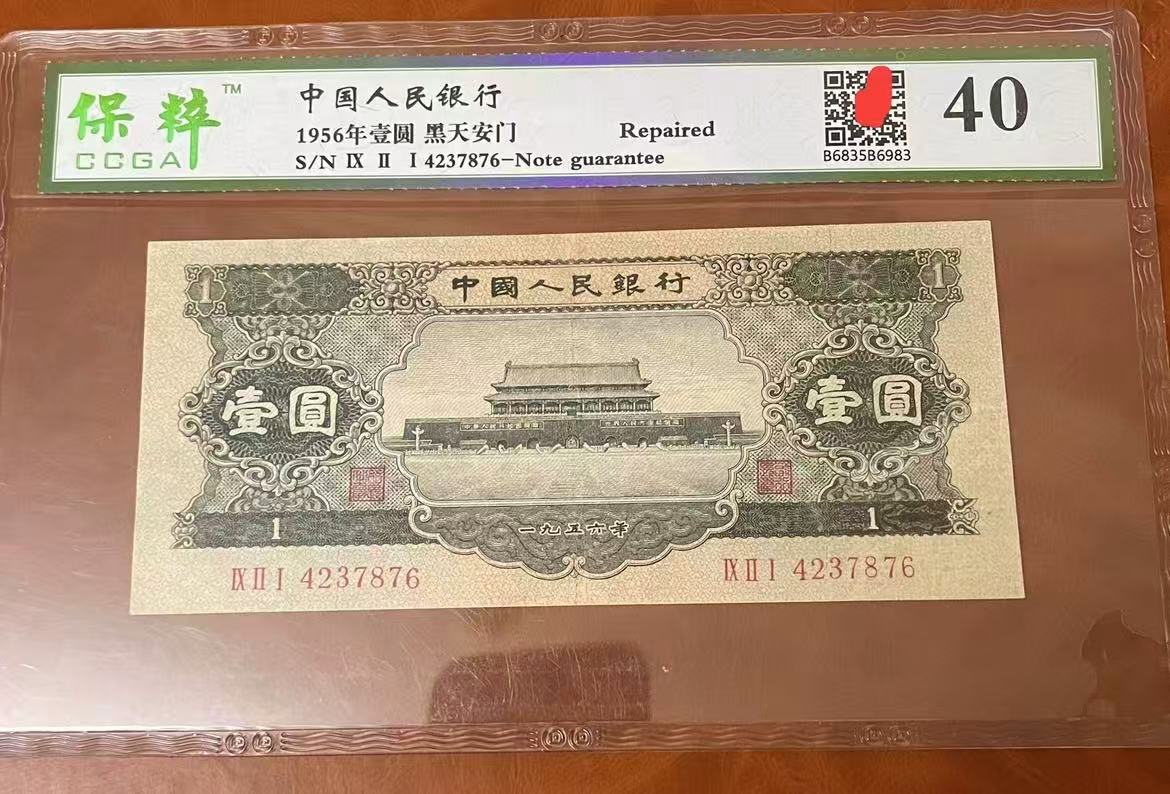 保粹™
CCGA
中国人民银行
1956年壹圆 黑天安门
Repaired
S/N Ⅸ Ⅱ Ⅰ 4237876-Note guarantee
B6835B6983
40
1
中國人民銀行
1
壹圓
壹圓
1
一九五六年
1
ⅨⅡⅠ 4237876
ⅨⅡⅠ 4237876